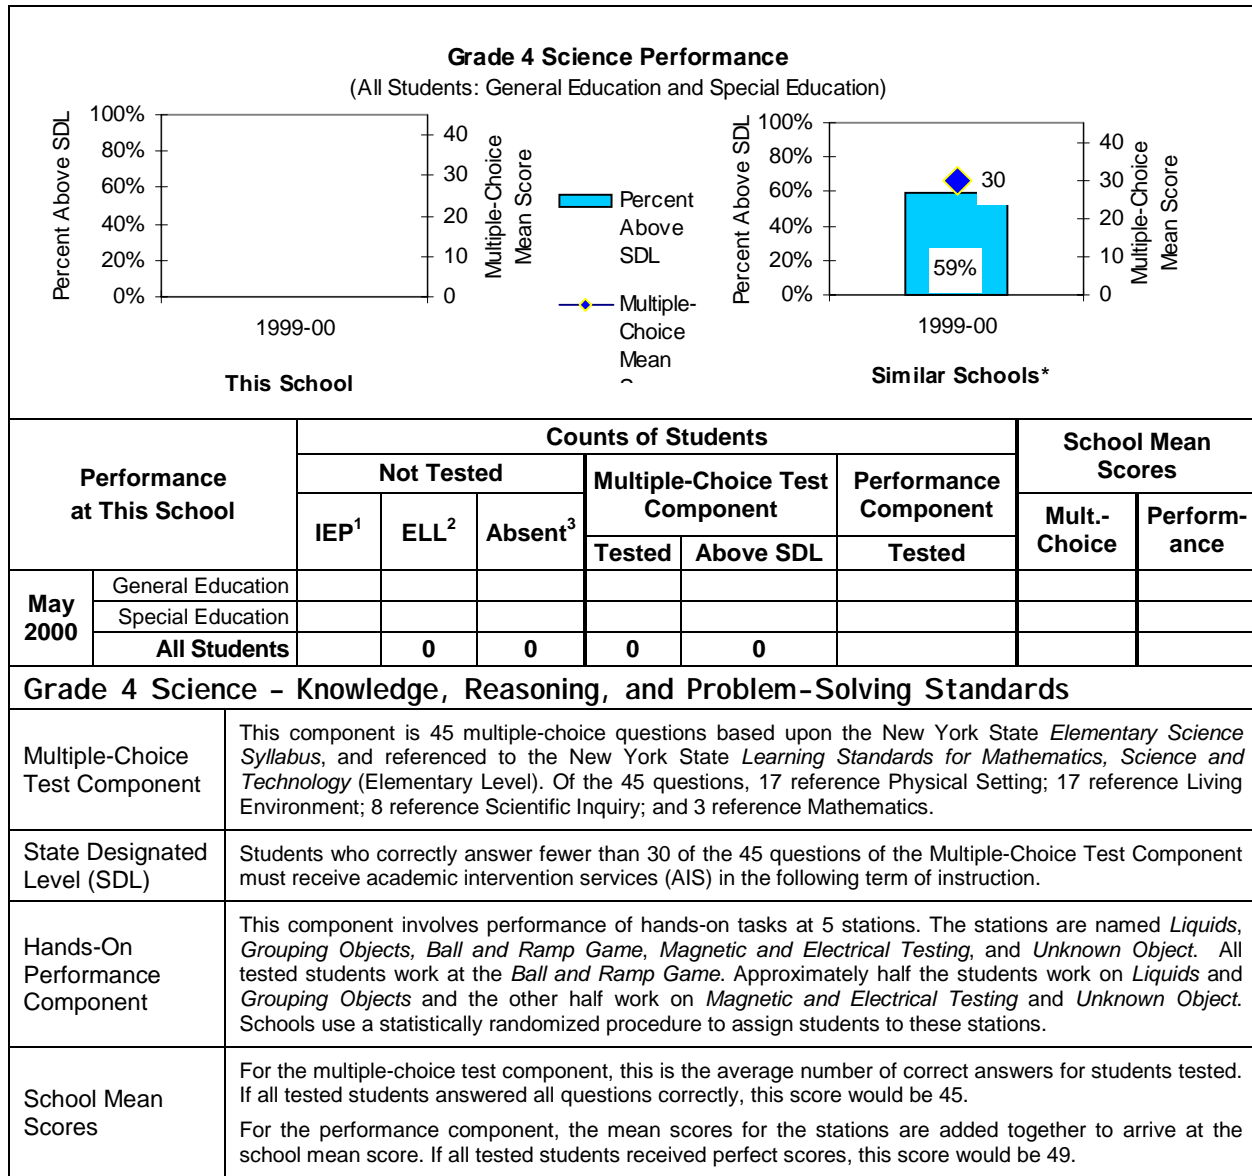 Grade 4 Science Performance
(All Students: General Education and Special Education)
Percent Above SDL
100%
80%
60%
40%
20%
0%
40
30
20
10
0
Multiple-Choice
Mean Score
1999-00
This School
Percent
Above
SDL
Multiple-
Choice
Mean
Percent Above SDL
100%
80%
60%
40%
20%
0%
30
59%
40
30
20
10
0
Multiple-Choice
Mean Score
1999-00
Similar Schools*
Performance
at This School
Counts of Students
School Mean
Scores
Not Tested
Multiple-Choice Test
Component
Performance
Component
IEP1
ELL2
Absent3
Tested
Above SDL
Tested
Mult.-
Choice
Perform-
ance
May
2000
General Education
Special Education
All Students 0 0 0 0
Grade 4 Science – Knowledge, Reasoning, and Problem-Solving Standards
Multiple-Choice
Test Component
This component is 45 multiple-choice questions based upon the New York State Elementary Science
Syllabus, and referenced to the New York State Learning Standards for Mathematics, Science and
Technology (Elementary Level). Of the 45 questions, 17 reference Physical Setting; 17 reference Living
Environment; 8 reference Scientific Inquiry; and 3 reference Mathematics.
State Designated
Level (SDL)
Students who correctly answer fewer than 30 of the 45 questions of the Multiple-Choice Test Component
must receive academic intervention services (AIS) in the following term of instruction.
Hands-On
Performance
Component
This component involves performance of hands-on tasks at 5 stations. The stations are named Liquids,
Grouping Objects, Ball and Ramp Game, Magnetic and Electrical Testing, and Unknown Object. All
tested students work at the Ball and Ramp Game. Approximately half the students work on Liquids and
Grouping Objects and the other half work on Magnetic and Electrical Testing and Unknown Object.
Schools use a statistically randomized procedure to assign students to these stations.
School Mean
Scores
For the multiple-choice test component, this is the average number of correct answers for students tested.
If all tested students answered all questions correctly, this score would be 45.
For the performance component, the mean scores for the stations are added together to arrive at the
school mean score. If all tested students received perfect scores, this score would be 49.